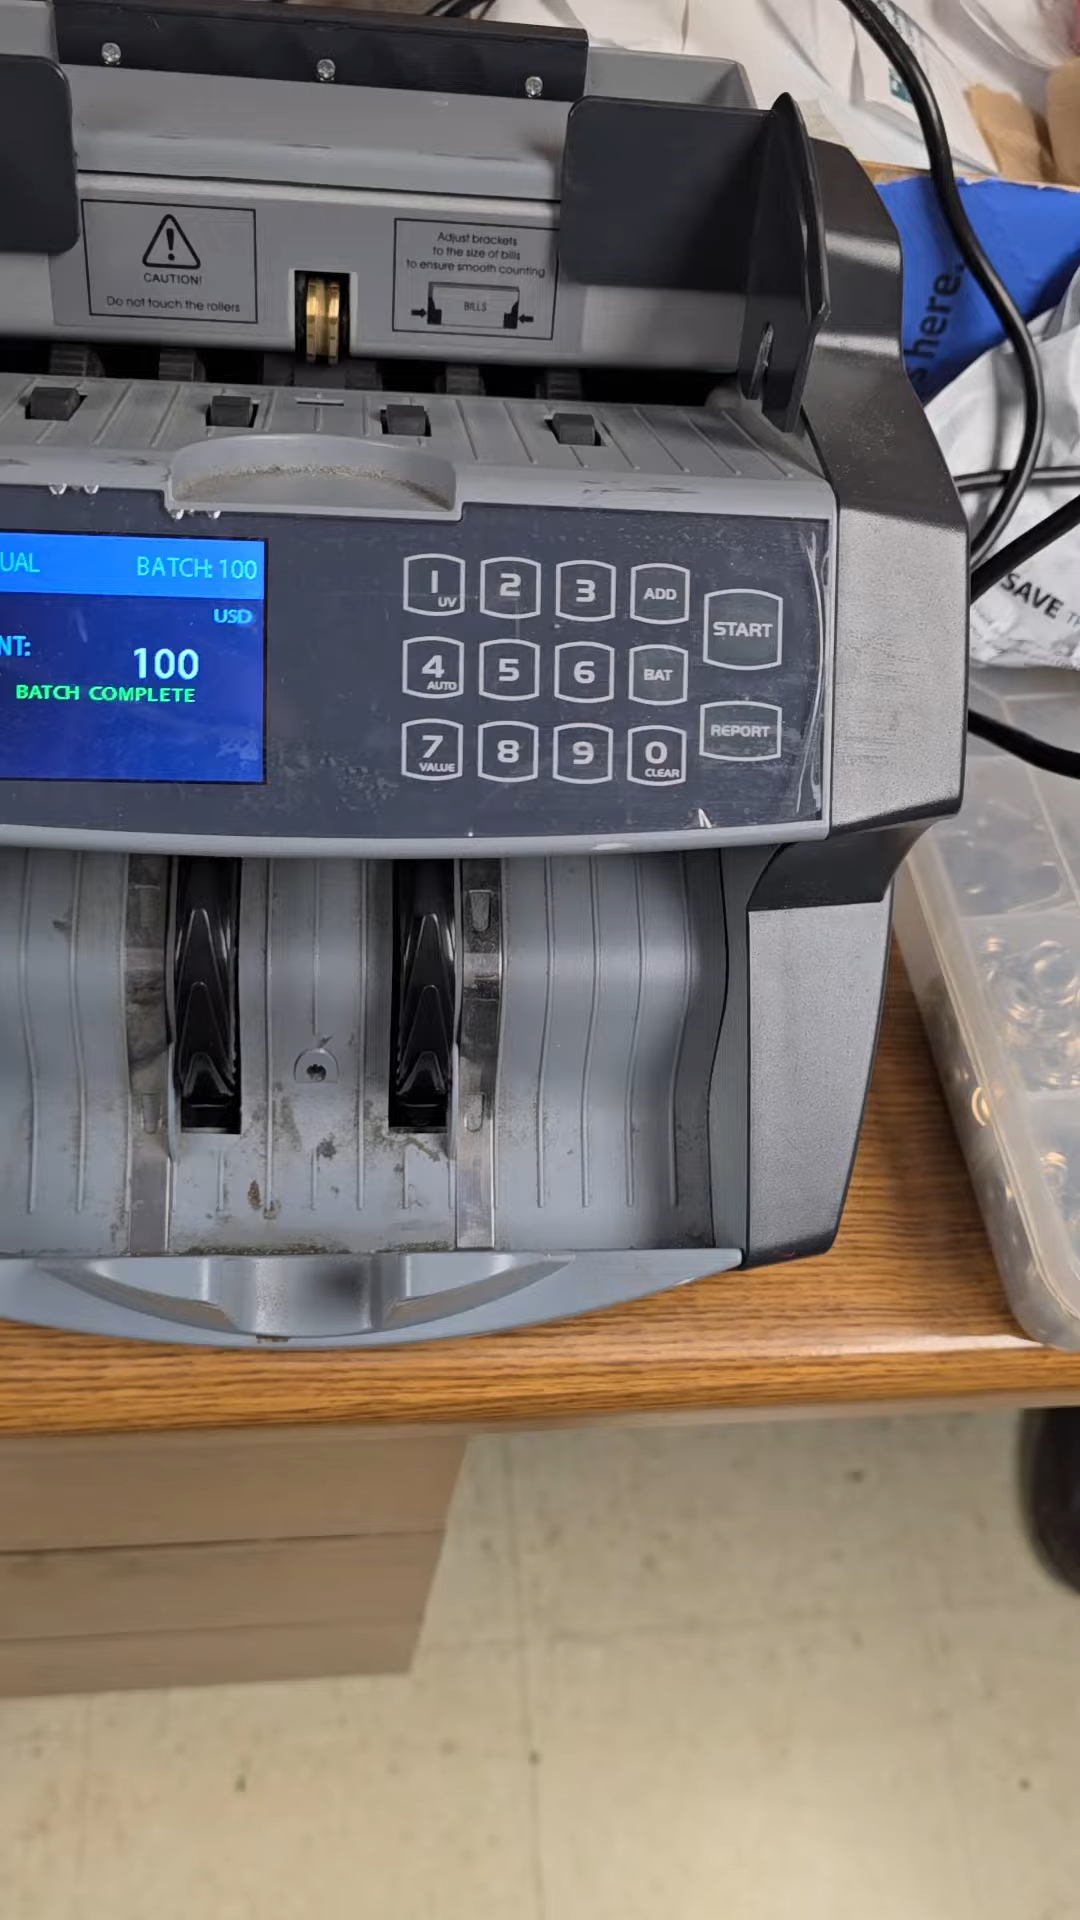 CAUTION!
Do not touch the rollers
Adjust brackets
to the size of bills
to ensure smooth counting
BILLS
s here.
UAL BATCH: 100
USD
NT:
100
BATCH COMPLETE
1 UV 2 3 ADD
START
4 AUTO 5 6 BAT
REPORT
7 VALUE 8 9 0 CLEAR
SAVE